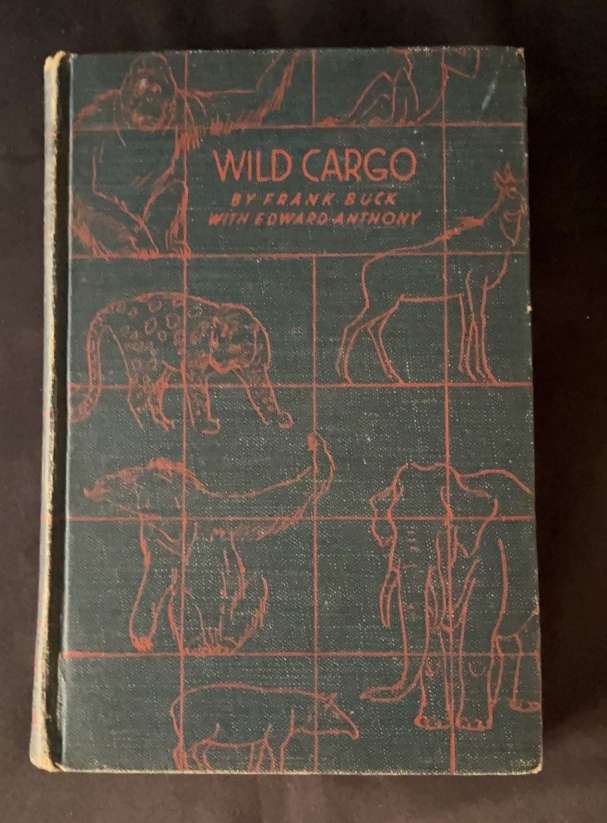 WILD CARGO
BY FRANK BUCK
WITH EDWARD ANTHONY